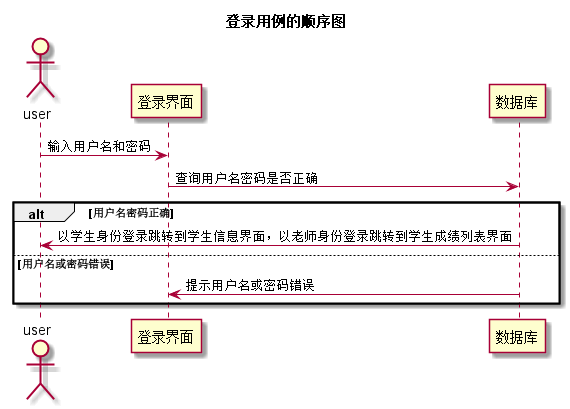 登录用例的顺序图
user
登录界面
数据库
输入用户名和密码
查询用户名密码是否正确
alt
[用户名密码正确]
以学生身份登录跳转到学生信息界面，以老师身份登录跳转到学生成绩列表界面
[用户名或密码错误]
提示用户名或密码错误
user
登录界面
数据库